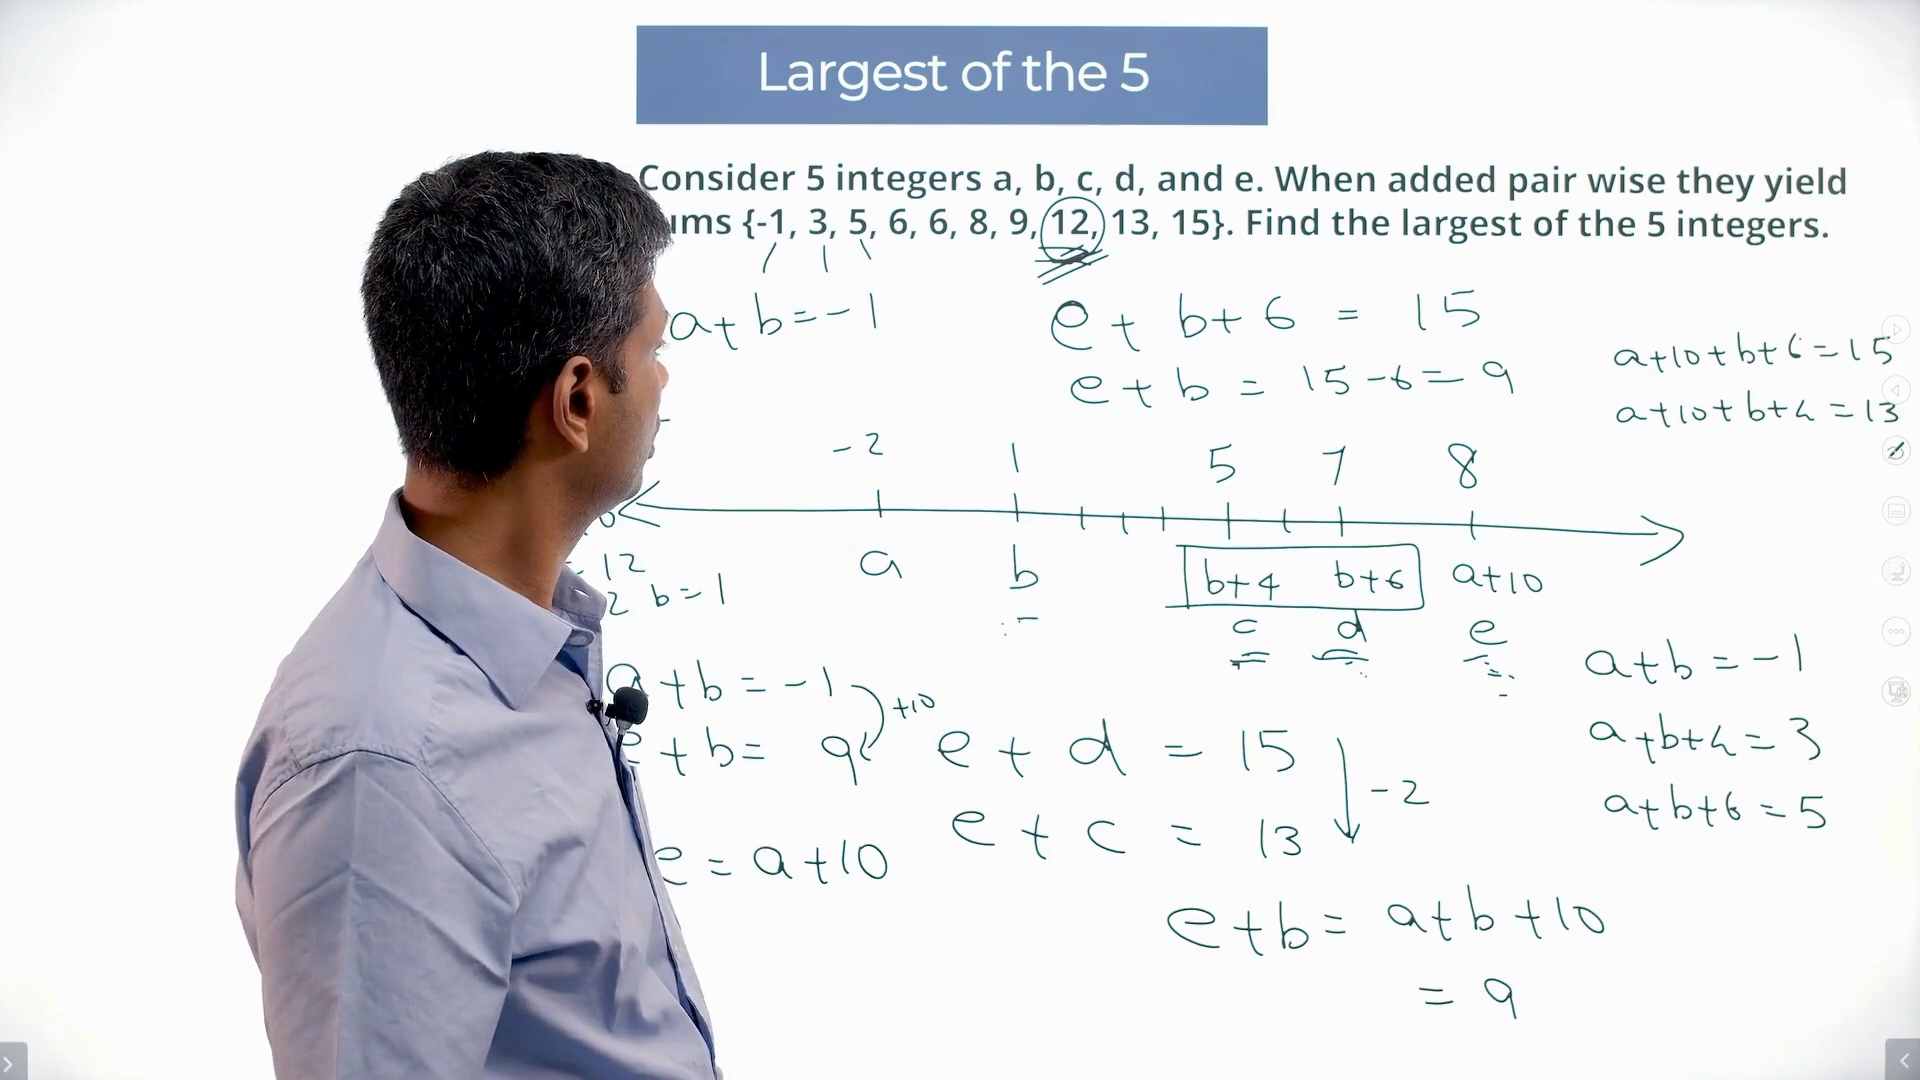 Largest of the 5
Consider 5 integers a, b, c, d, and e. When added pair wise they yield
ums {-1, 3, 5, 6, 6, 8, 9, 12, 13, 15}. Find the largest of the 5 integers.
a+b=-1
e+ b+6 = 15
e+b = 15-6= 9
a+10+b+6=15
a+10+b+4=13
-2 1 5 7 8
a b b+4 b+6 a+10
c d e
= 12
2 b=1
a+b=-1
+10
e+b= 9
e=a+10
e + d = 15
-2
e + c = 13
a+b=-1
a+b+4=3
a+b+6=5
e+b= a+b+10
= 9